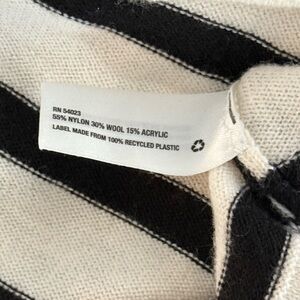 RN 54023
55% NYLON 30% WOOL 15% ACRYLIC
LABEL MADE FROM 100% RECYCLED PLASTIC